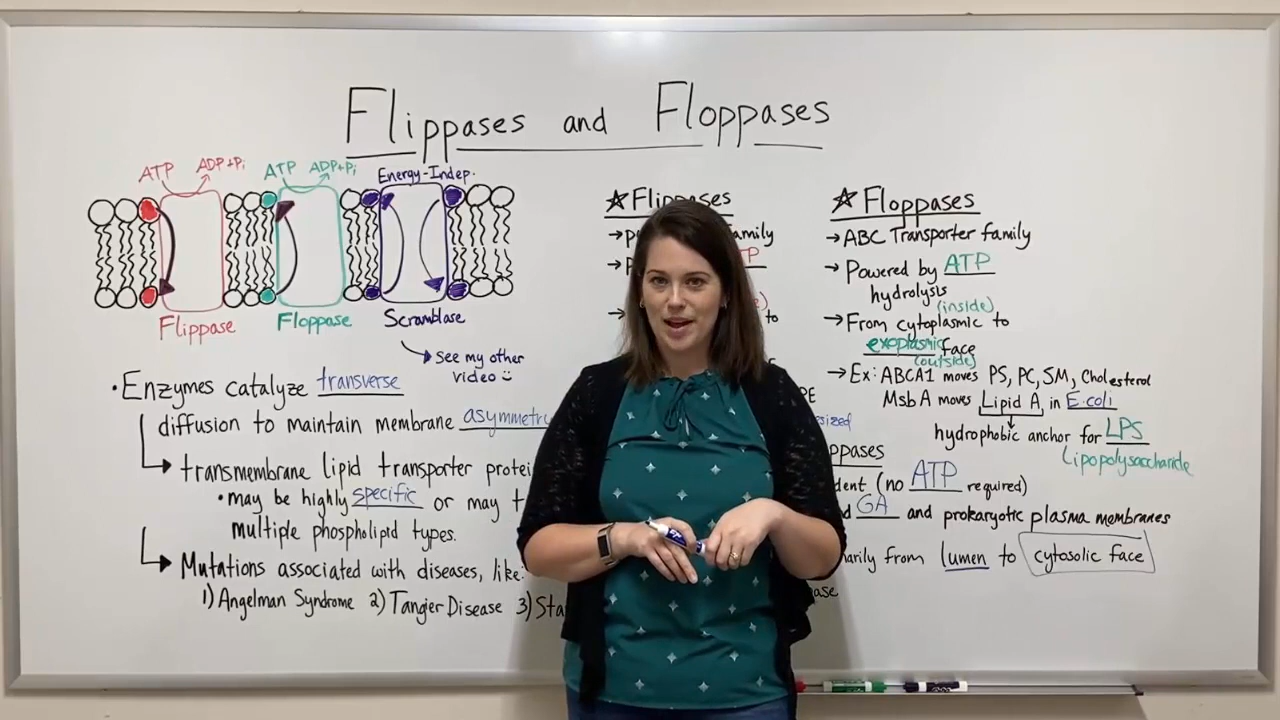 Flippases and Floppases
ATP ADP+Pi ATP ADP+Pi Energy-Indep.
Flippase Floppase Scramblase
See my other
video
• Enzymes catalyze transverse
diffusion to maintain membrane asymmetry
transmembrane lipid transporter
• may be highly specific or may
multiple phospholipid types.
Mutations associated with diseases, like:
1) Angelman Syndrome 2) Tangier Disease 3)
Flippases
to
Floppases
→ ABC Transporter family
→ Powered by ATP
hydrolysis
(inside)
→ From cytoplasmic to
exoplasmic face
(outside)
→ Ex: ABCA1 moves PS, PC, SM, Cholesterol
MsbA moves Lipid A in E.coli
hydrophobic anchor for LPS
Lipopolysaccharide
(no ATP required)
GA and prokaryotic plasma membranes
from lumen to cytosolic face